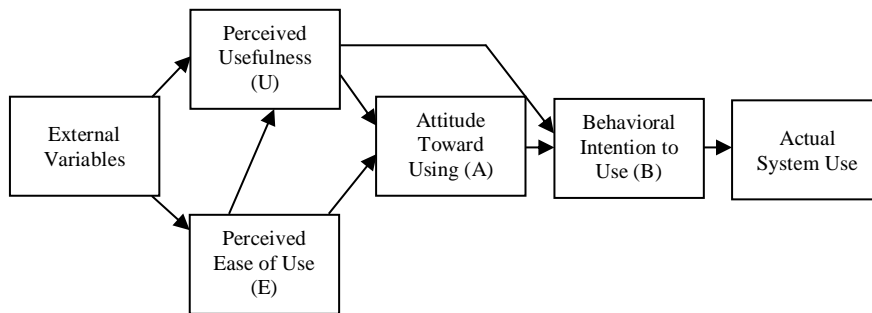 Perceived
Usefulness
(U)
External
Variables
Perceived
Ease of Use
(E)
Attitude
Toward
Using (A)
Behavioral
Intention to
Use (B)
Actual
System Use